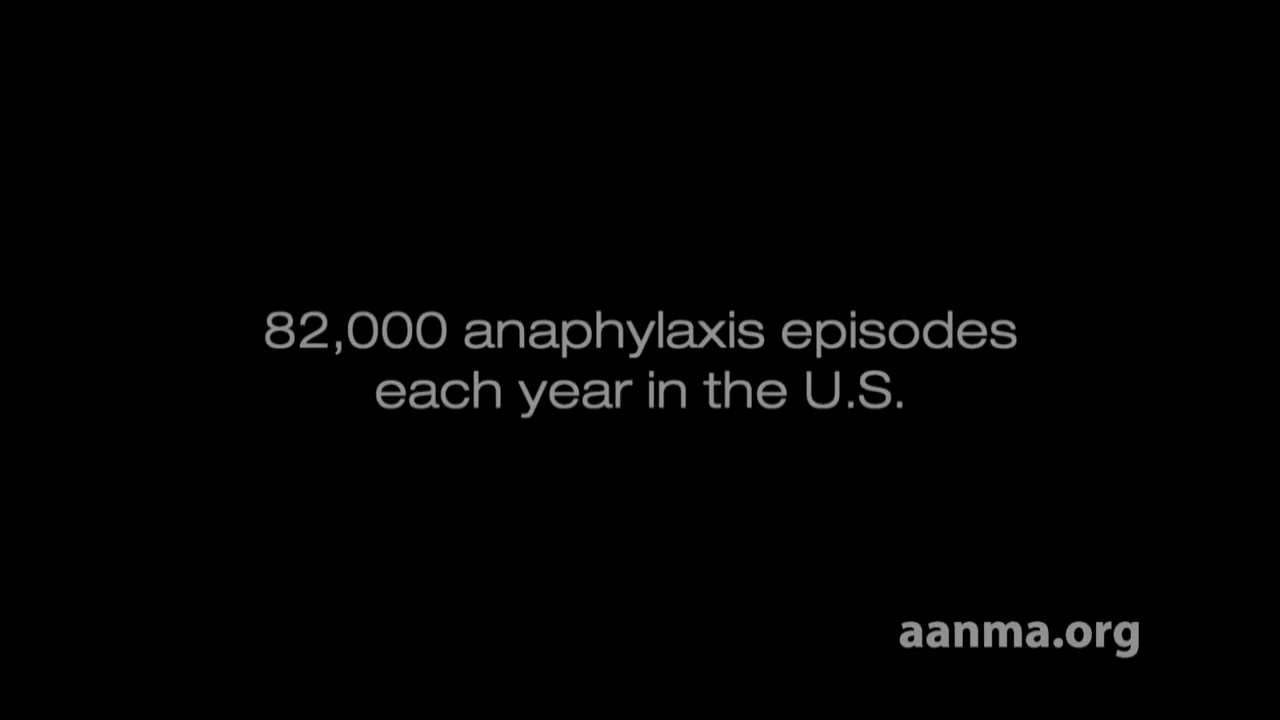 82,000 anaphylaxis episodes
each year in the U.S.
aanma.org